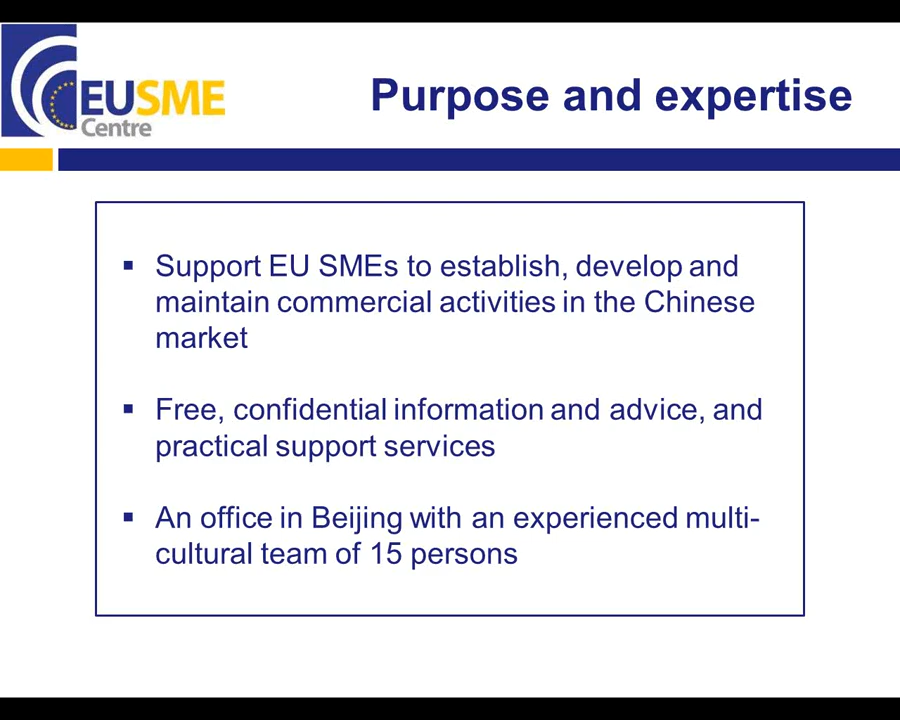 EUSME
Centre
Purpose and expertise
▪ Support EU SMEs to establish, develop and
maintain commercial activities in the Chinese
market
▪ Free, confidential information and advice, and
practical support services
▪ An office in Beijing with an experienced multi-
cultural team of 15 persons